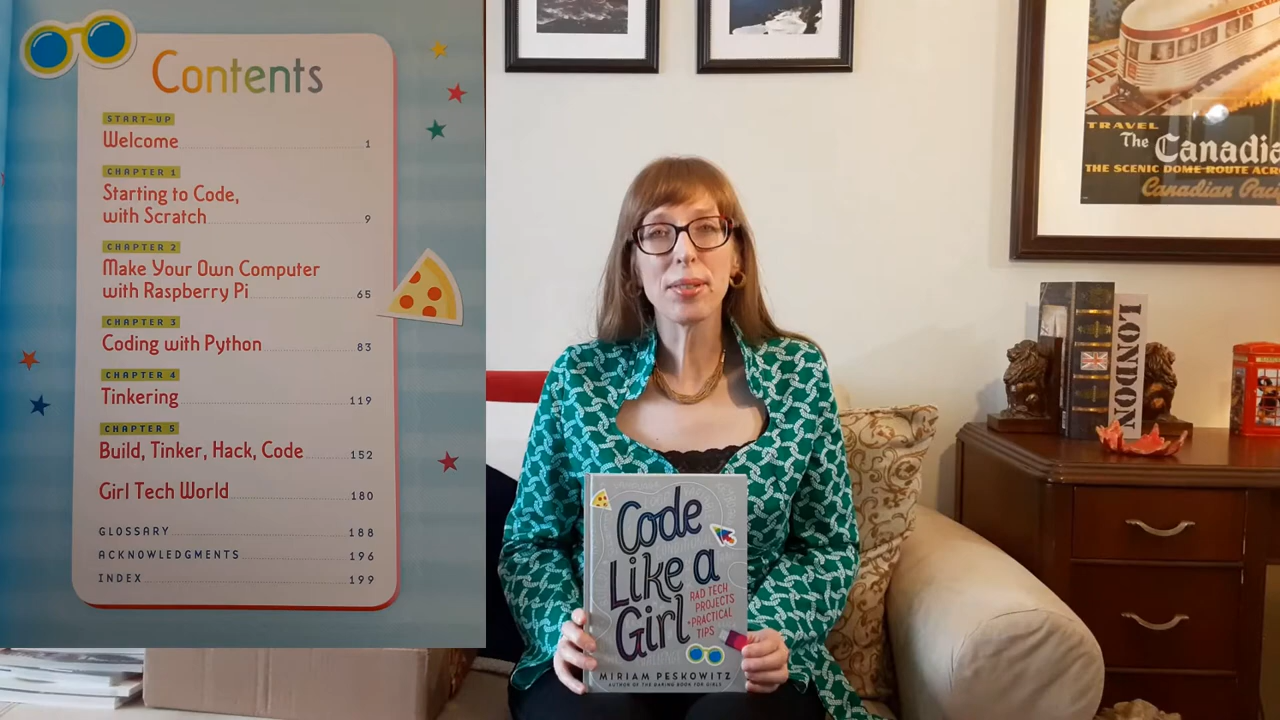 Contents
START-UP
Welcome 1
CHAPTER 1
Starting to Code,
with Scratch 9
CHAPTER 2
Make Your Own Computer
with Raspberry Pi 65
CHAPTER 3
Coding with Python 83
CHAPTER 4
Tinkering 119
CHAPTER 5
Build, Tinker, Hack, Code 152
Girl Tech World 180
GLOSSARY 188
ACKNOWLEDGMENTS 196
INDEX 199
Code
Like a
Girl
RAD TECH
PROJECTS
+ PRACTICAL
TIPS
MIRIAM PESKOWITZ
AUTHOR OF THE DARING BOOK FOR GIRLS
TRAVEL
The Canadia
THE SCENIC DOME ROUTE ACR
Canadian Pac
LONDON